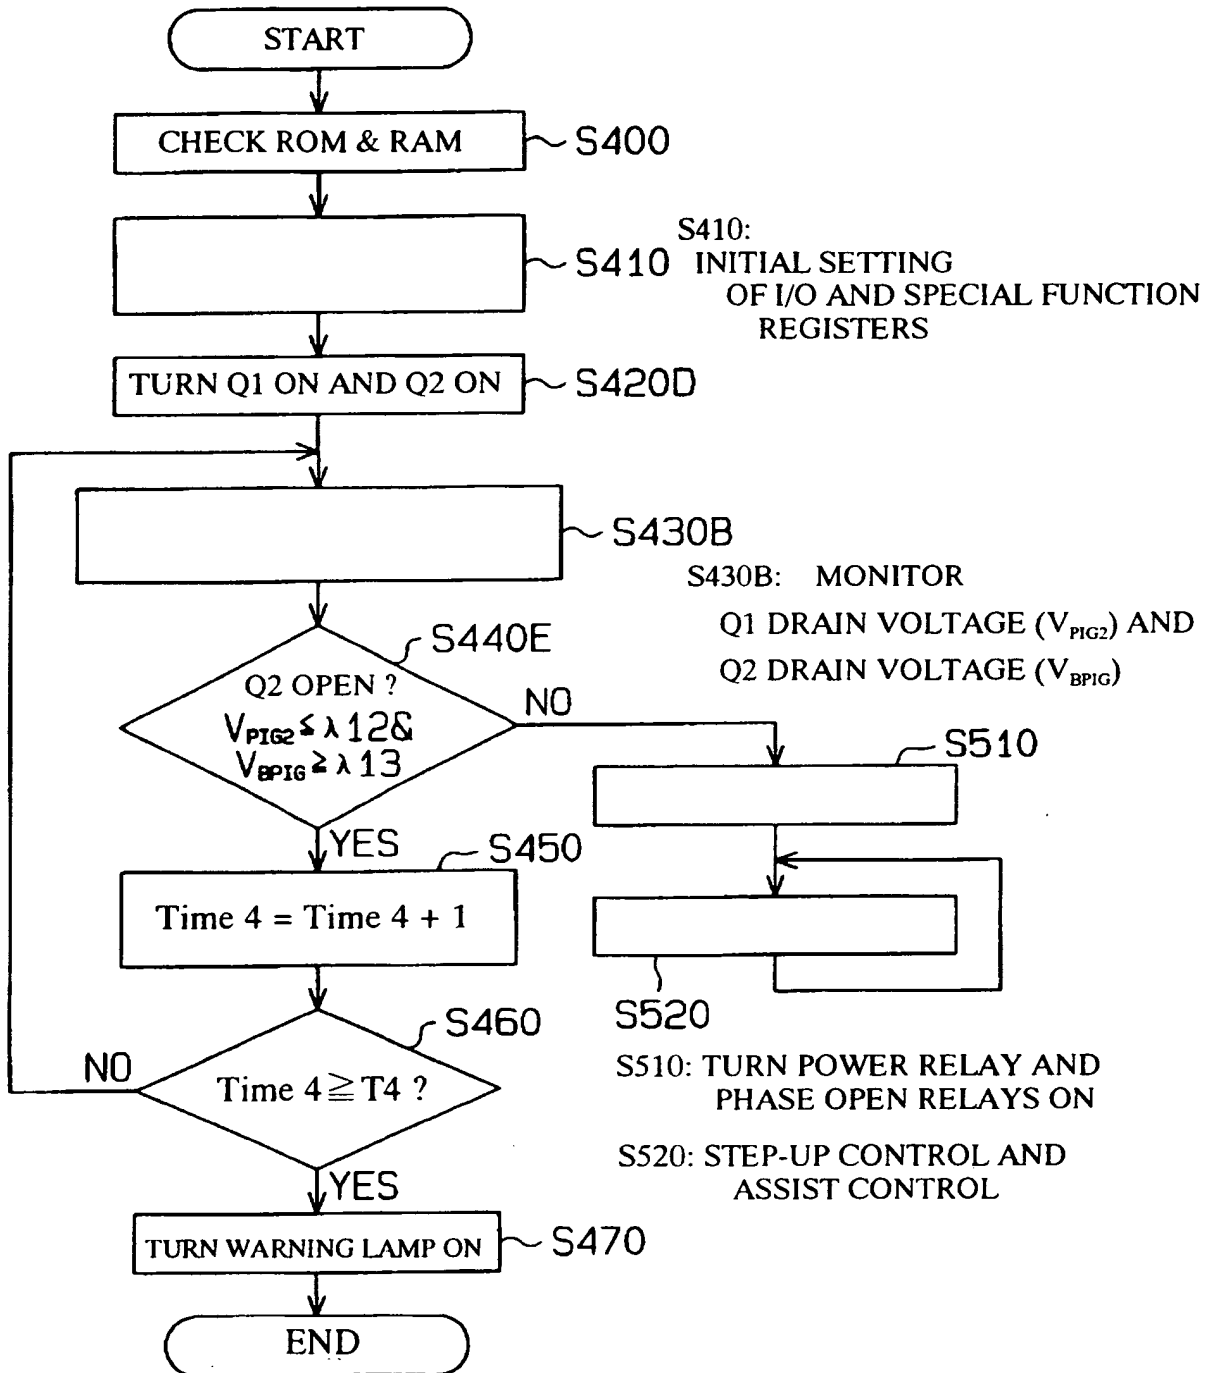 START
CHECK ROM & RAM
S400
S410
S410:
INITIAL SETTING
OF I/O AND SPECIAL FUNCTION
REGISTERS
TURN Q1 ON AND Q2 ON
S420D
S430B
S430B: MONITOR
Q1 DRAIN VOLTAGE (V_PIG2) AND
Q2 DRAIN VOLTAGE (V_BPIG)
S440E
Q2 OPEN ?
V_PIG2 ≦ λ 12&
V_BPIG ≧ λ 13
NO
YES
S510
S450
Time 4 = Time 4 + 1
S520
S460
Time 4 ≧ T4 ?
NO
YES
S510: TURN POWER RELAY AND
PHASE OPEN RELAYS ON
S520: STEP-UP CONTROL AND
ASSIST CONTROL
TURN WARNING LAMP ON
S470
END